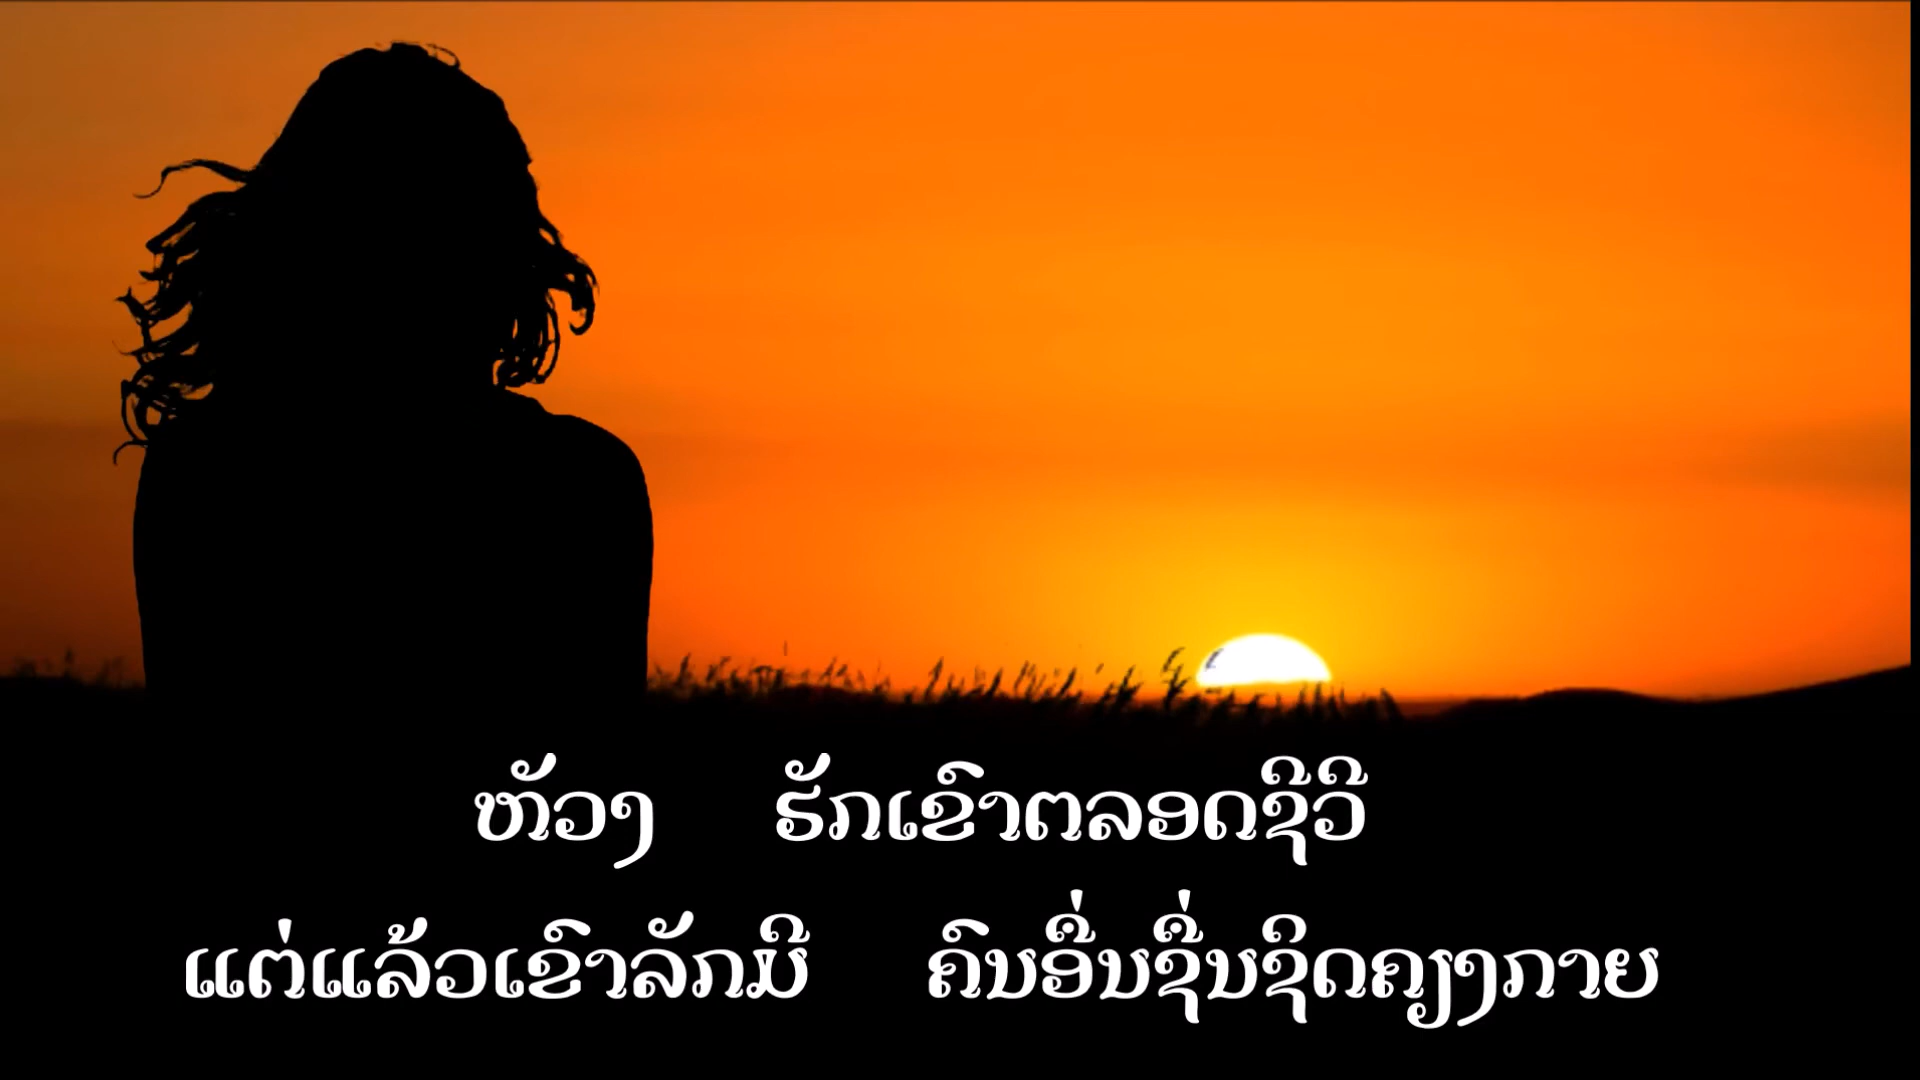 ຫັວງ ຮັກເຂົາຕລອດຊີວີ
ແຕ່ແລ້ວເຂົາລັກມີ ຄົນອື່ນຊື່ນຊິດຄຽງກາຍ